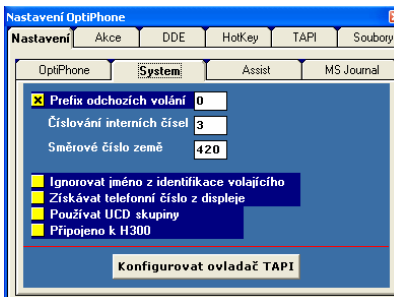 Nastavení OptiPhone
Nastavení Akce DDE HotKey TAPI Soubory
OptiPhone System Assist MS Journal
Prefix odchozích volání 0
Číslování interních čísel 3
Směrové číslo země 420
Ignorovat jméno z identifikace volajícího
Získávat telefonní číslo z displeje
Používat UCD skupiny
Připojeno k H300
Konfigurovat ovladač TAPI